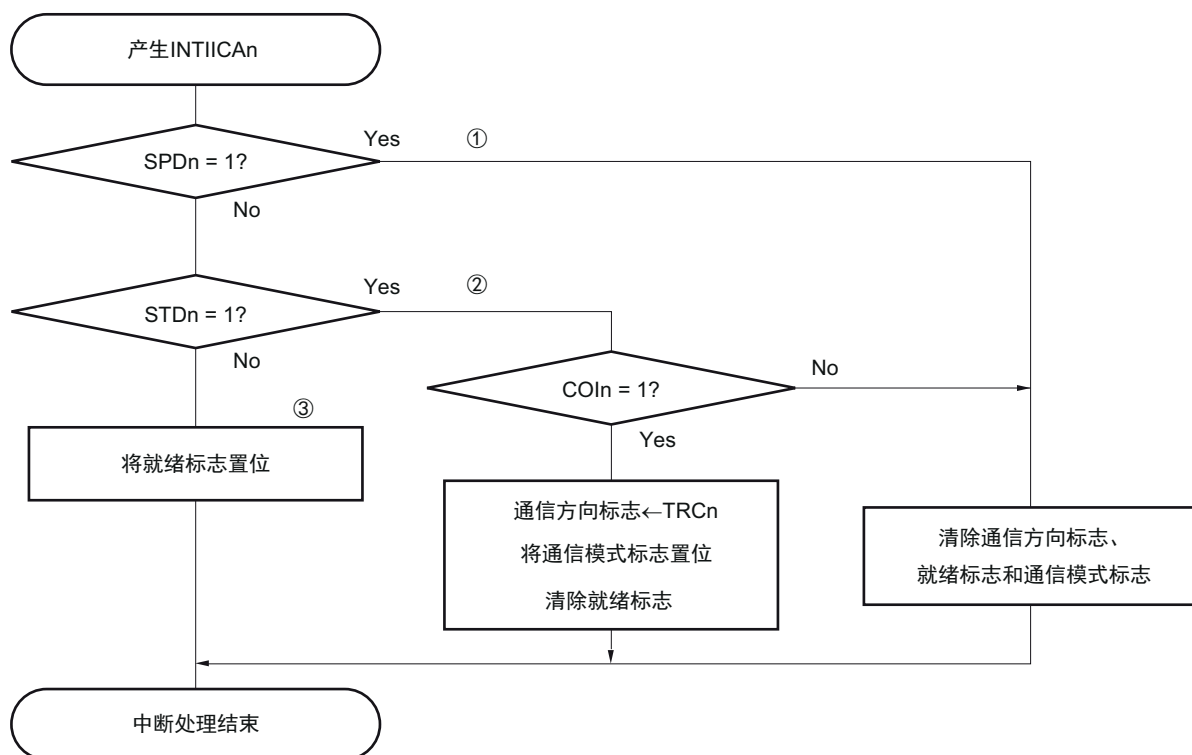 产生INTIICAn
Yes
①
SPDn = 1?
No
Yes
②
STDn = 1?
No
No
COIn = 1?
③
Yes
将就绪标志置位
通信方向标志←TRCn
将通信模式标志置位
清除就绪标志
清除通信方向标志、
就绪标志和通信模式标志
中断处理结束